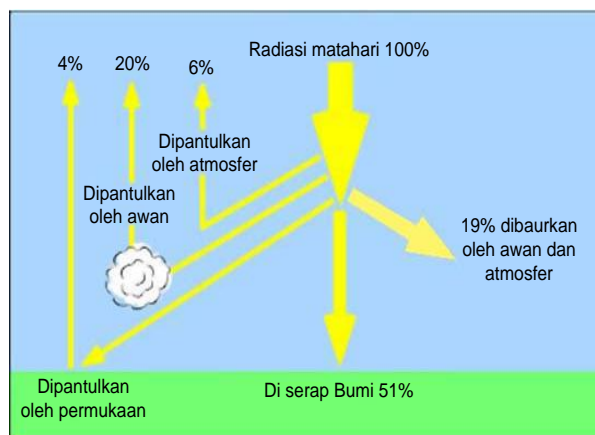 Radiasi matahari 100%
4%
20%
6%
Dipantulkan
oleh atmosfer
Dipantulkan
oleh awan
19% dibaurkan
oleh awan dan
atmosfer
Dipantulkan
oleh permukaan
Di serap Bumi 51%